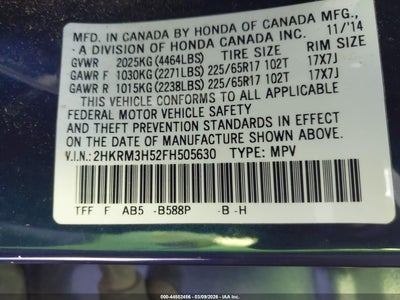 MFD. IN CANADA BY HONDA OF CANADA MFG.,
A DIVISION OF HONDA CANADA INC. 11/'14
GVWR 2025KG (4464LBS) TIRE SIZE RIM SIZE
GAWR F 1030KG (2271LBS) 225/65R17 102T 17X7J
GAWR R 1015KG (2238LBS) 225/65R17 102T 17X7J
THIS VEHICLE CONFORMS TO ALL APPLICABLE
FEDERAL MOTOR VEHICLE SAFETY
AND THEFT PREVENTION STANDARDS IN EFFECT
ON THE DATE OF MANUFACTURE SHOWN ABOVE.
V.I.N.: 2HKRM3H52FH505630 TYPE: MPV
TFF F AB5 -B588P -B -H
000-44552456 - 03/09/2026 - IAA Inc.